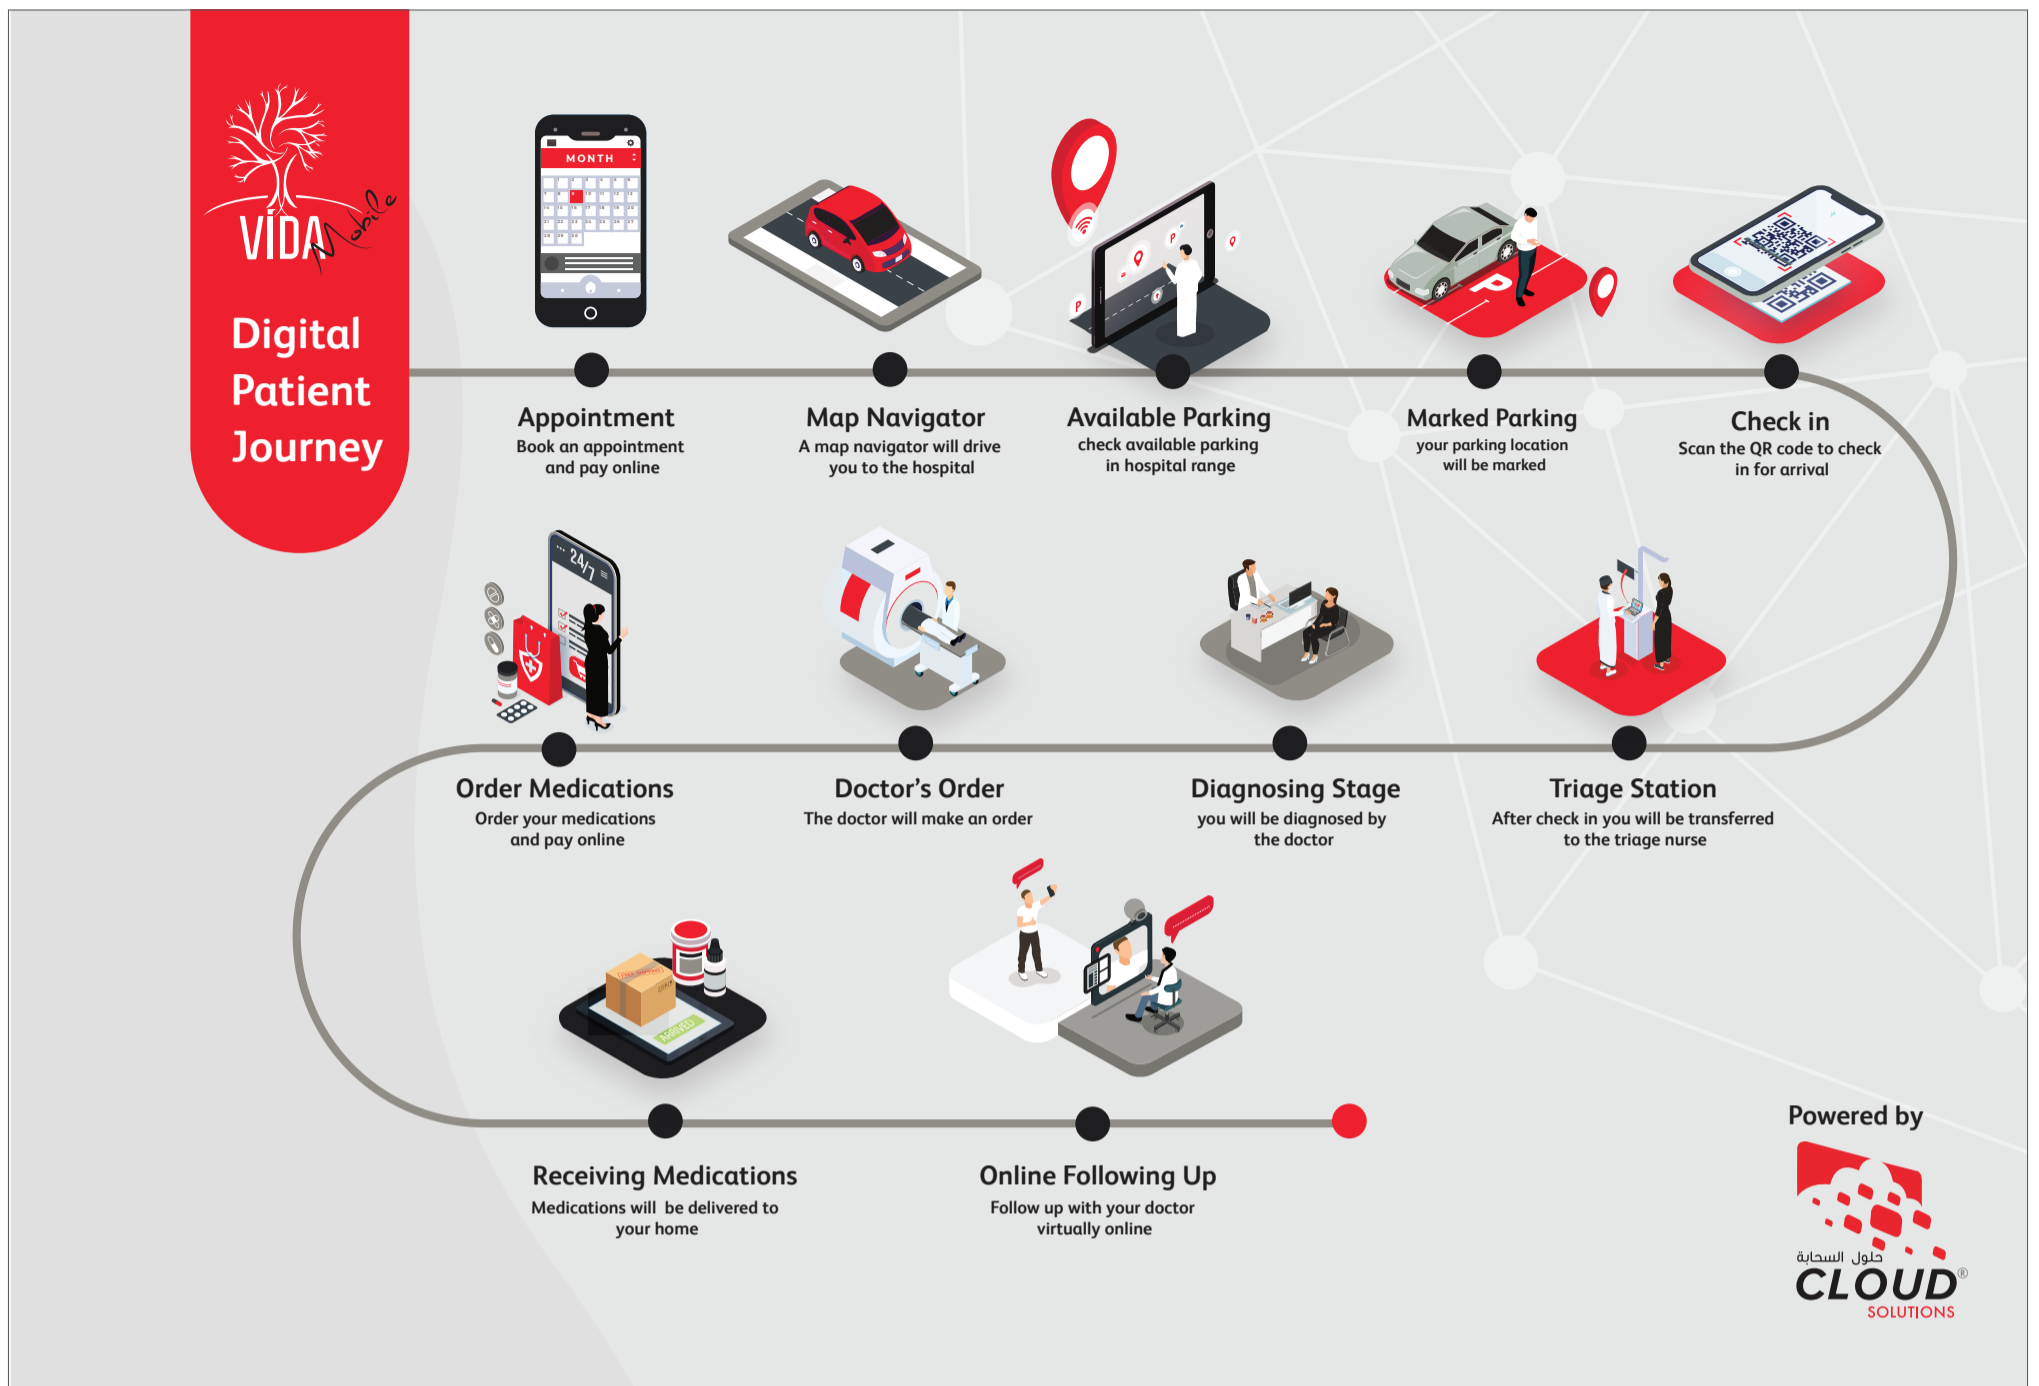 VIDA
Mobile
Digital
Patient
Journey
MONTH
P
P
P
Appointment
Book an appointment
and pay online
Map Navigator
A map navigator will drive
you to the hospital
Available Parking
check available parking
in hospital range
Marked Parking
your parking location
will be marked
Check in
Scan the QR code to check
in for arrival
24/7
Triage Station
After check in you will be transferred
to the triage nurse
Diagnosing Stage
you will be diagnosed by
the doctor
Doctor's Order
The doctor will make an order
Order Medications
Order your medications
and pay online
FREE SHIPPING
ARRIVED
Receiving Medications
Medications will be delivered to
your home
Online Following Up
Follow up with your doctor
virtually online
Powered by
حلول السحابة
CLOUD®
SOLUTIONS